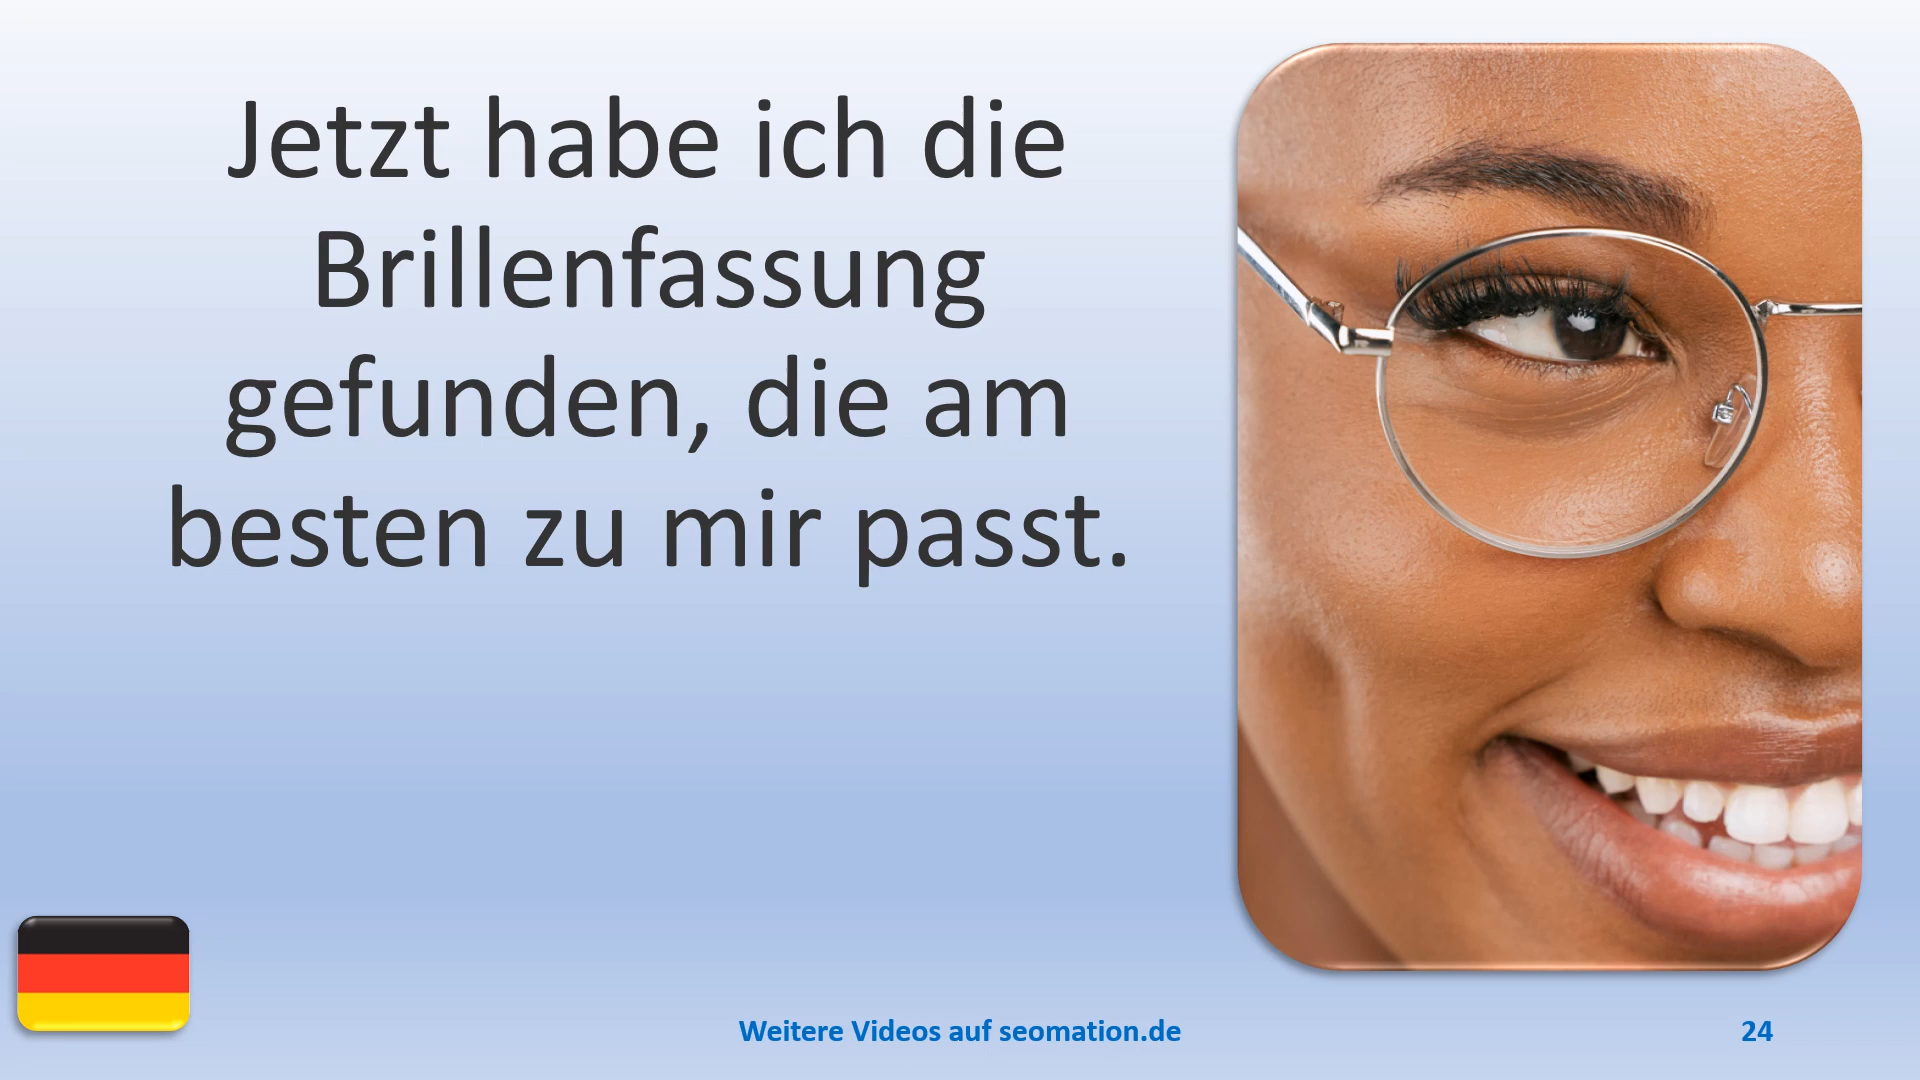 Jetzt habe ich die
Brillenfassung
gefunden, die am
besten zu mir passt.
Weitere Videos auf seomation.de
24